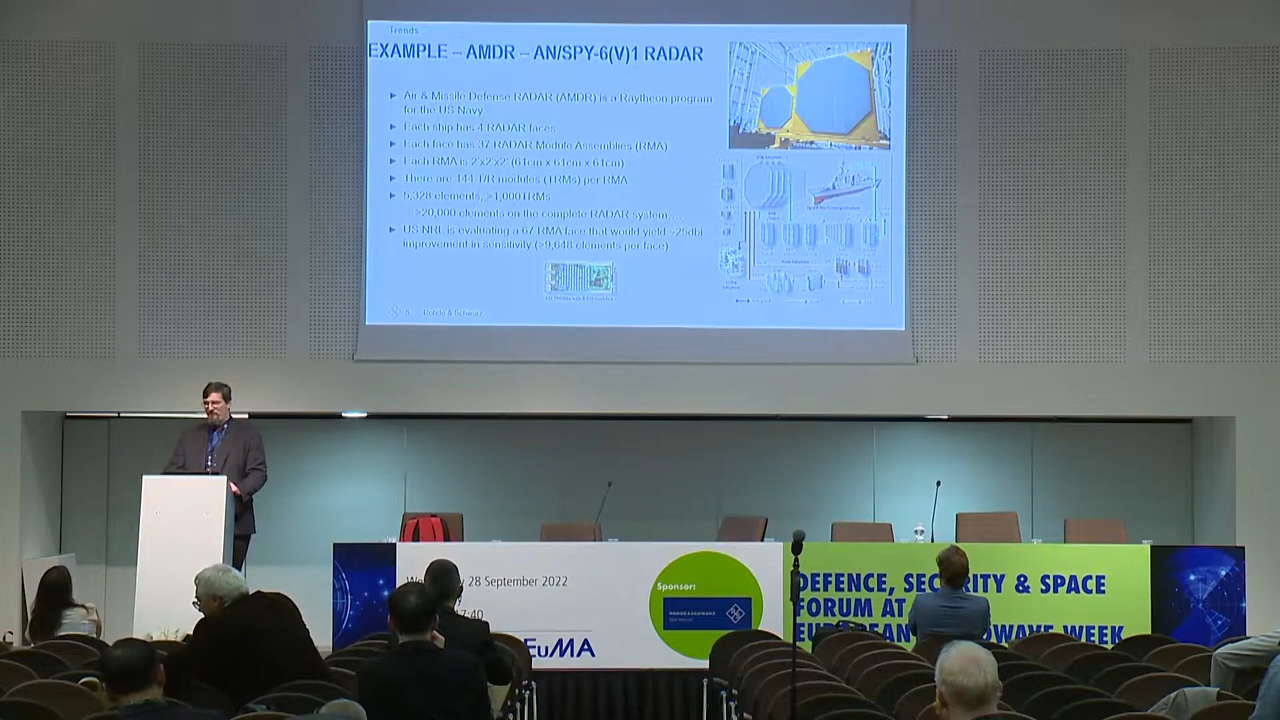 Trends
EXAMPLE – AMDR – AN/SPY-6(V)1 RADAR
Air & Missile Defense RADAR (AMDR) is a Raytheon program
for the US Navy
Each ship has 4 RADAR faces
Each face has 37 RADAR Module Assemblies (RMA)
Each RMA is 2'x2'x2' (61cm x 61cm x 61cm)
There are 144 T/R modules (TRMs) per RMA
5,328 elements, >1,000TRMs
>20,000 elements on the complete RADAR system…
US NRL is evaluating a 67 RMA face that would yield ~25dbi
improvement in sensitivity (>9,648 elements per face)
5 Rohde & Schwarz
28 September 2022
7:40
EuMA
Sponsor:
ROHDE & SCHWARZ
DEFENCE, SECURITY & SPACE
FORUM AT
WEEK